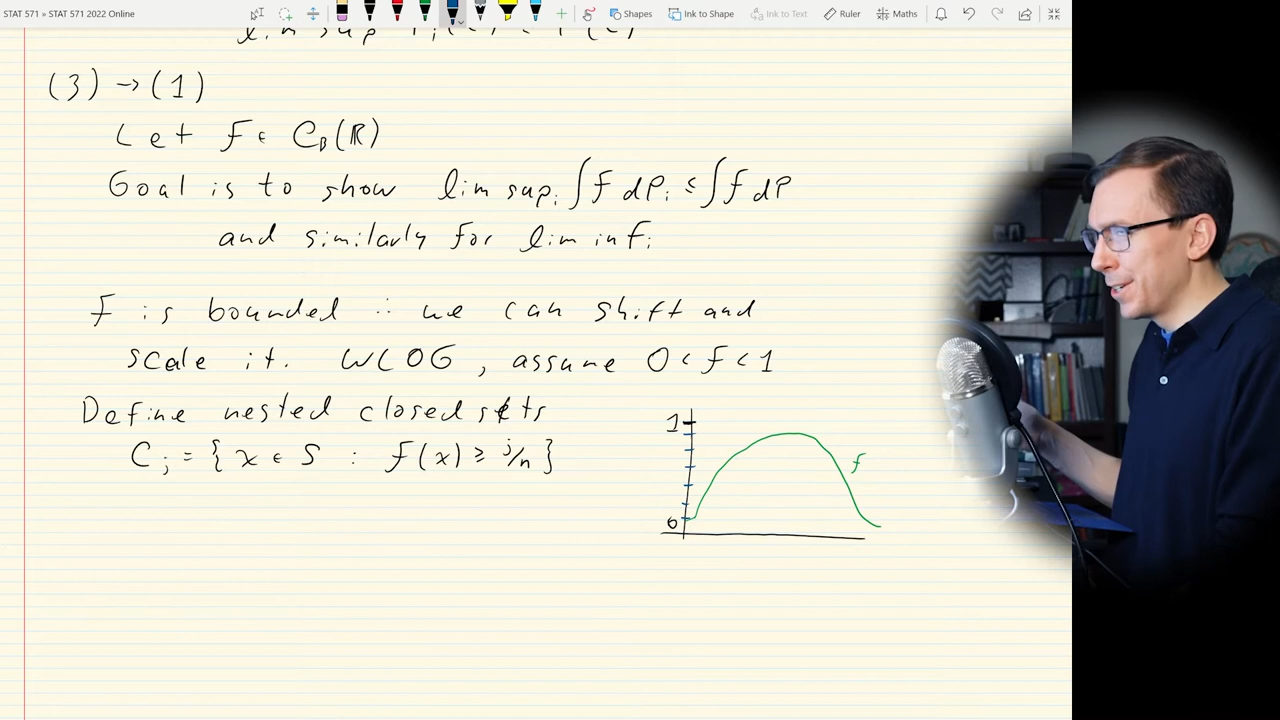 STAT 571 » STAT 571 2022 Online
Shapes Ink to Shape Ink to Text Ruler Maths
lim sup
(3) → (1)
Let f ∈ C_B(ℝ)
Goal is to show lim sup_i ∫ f dP_i ≤ ∫ f dP
and similarly for lim inf_i
f is bounded ∴ we can shift and
scale it. WLOG, assume 0 < f < 1
Define nested closed sets
C_j = { x ∈ S : f(x) ≥ j/n }
1
f
0